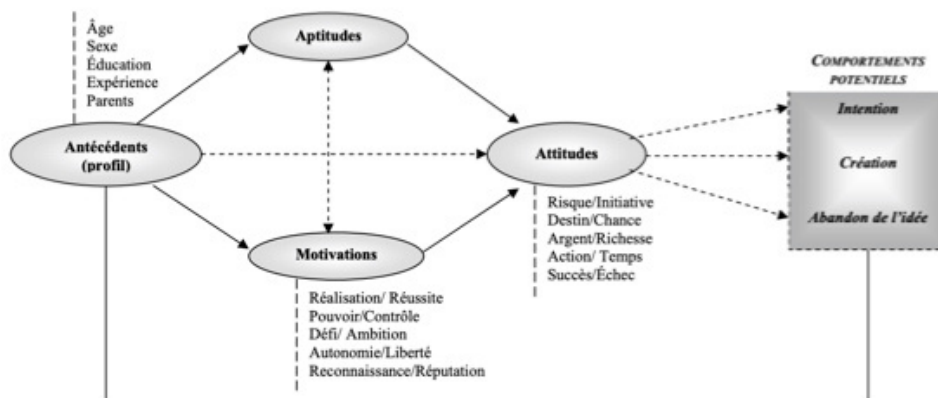 Âge
Sexe
Éducation
Expérience
Parents
Antécédents
(profil)
Aptitudes
Motivations
Réalisation/ Réussite
Pouvoir/Contrôle
Défi/ Ambition
Autonomie/Liberté
Reconnaissance/Réputation
Attitudes
Risque/Initiative
Destin/Chance
Argent/Richesse
Action/ Temps
Succès/Échec
COMPORTEMENTS
POTENTIELS
Intention
Création
Abandon de l'idée